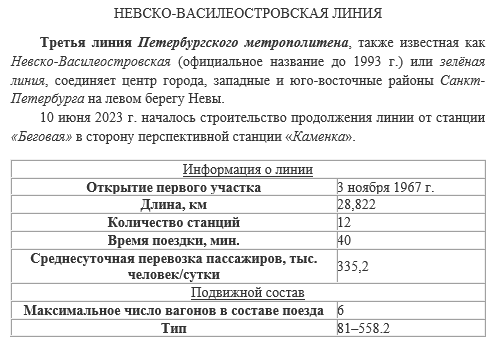 НЕВСКО-ВАСИЛЕОСТРОВСКАЯ ЛИНИЯ
Третья линия Петербургского метрополитена, также известная как
Невско-Василеостровская (официальное название до 1993 г.) или зелёная
линия, соединяет центр города, западные и юго-восточные районы Санкт-
Петербурга на левом берегу Невы.
10 июня 2023 г. началось строительство продолжения линии от станции
«Беговая» в сторону перспективной станции «Каменка».
Информация о линии
Открытие первого участка 3 ноября 1967 г.
Длина, км 28,822
Количество станций 12
Время поездки, мин. 40
Среднесуточная перевозка пассажиров, тыс.
человек/сутки 335,2
Подвижной состав
Максимальное число вагонов в составе поезда 6
Тип 81–558.2